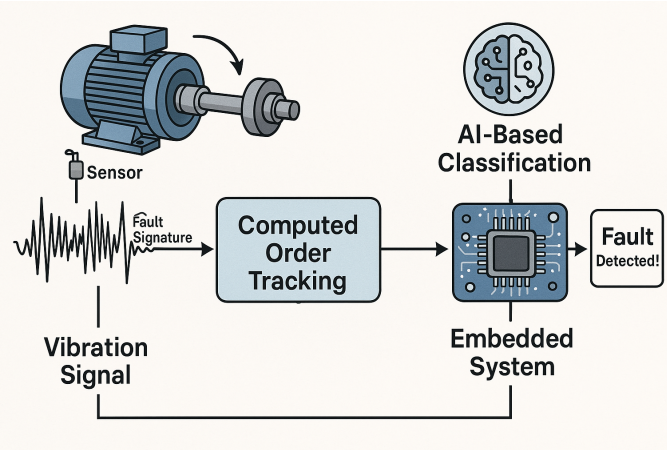 Sensor
Fault
Signature
Computed
Order
Tracking
AI-Based
Classification
Fault
Detected!
Vibration
Signal
Embedded
System